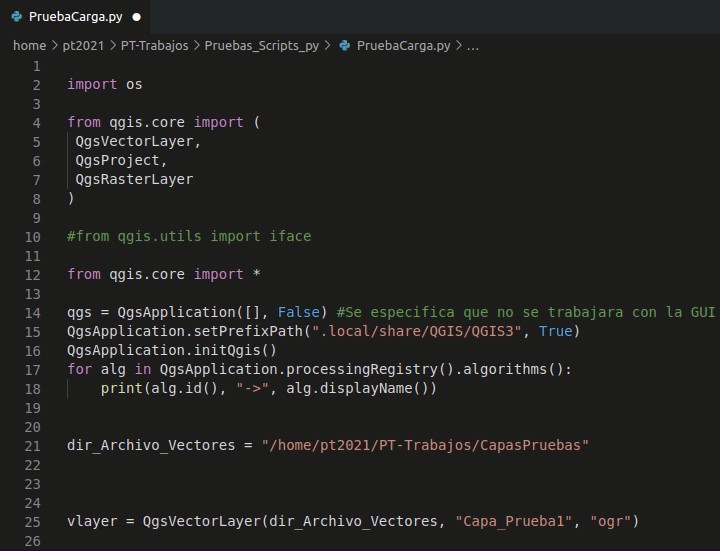 PruebaCarga.py
home > pt2021 > PT-Trabajos > Pruebas_Scripts_py > PruebaCarga.py > ...
1
2 import os
3
4 from qgis.core import (
5 QgsVectorLayer,
6 QgsProject,
7 QgsRasterLayer
8 )
9
10 #from qgis.utils import iface
11
12 from qgis.core import *
13
14 qgs = QgsApplication([], False) #Se especifica que no se trabajara con la GUI
15 QgsApplication.setPrefixPath(".local/share/QGIS/QGIS3", True)
16 QgsApplication.initQgis()
17 for alg in QgsApplication.processingRegistry().algorithms():
18     print(alg.id(), "->", alg.displayName())
19
20
21 dir_Archivo_Vectores = "/home/pt2021/PT-Trabajos/CapasPruebas"
22
23
24
25 vlayer = QgsVectorLayer(dir_Archivo_Vectores, "Capa_Prueba1", "ogr")
26